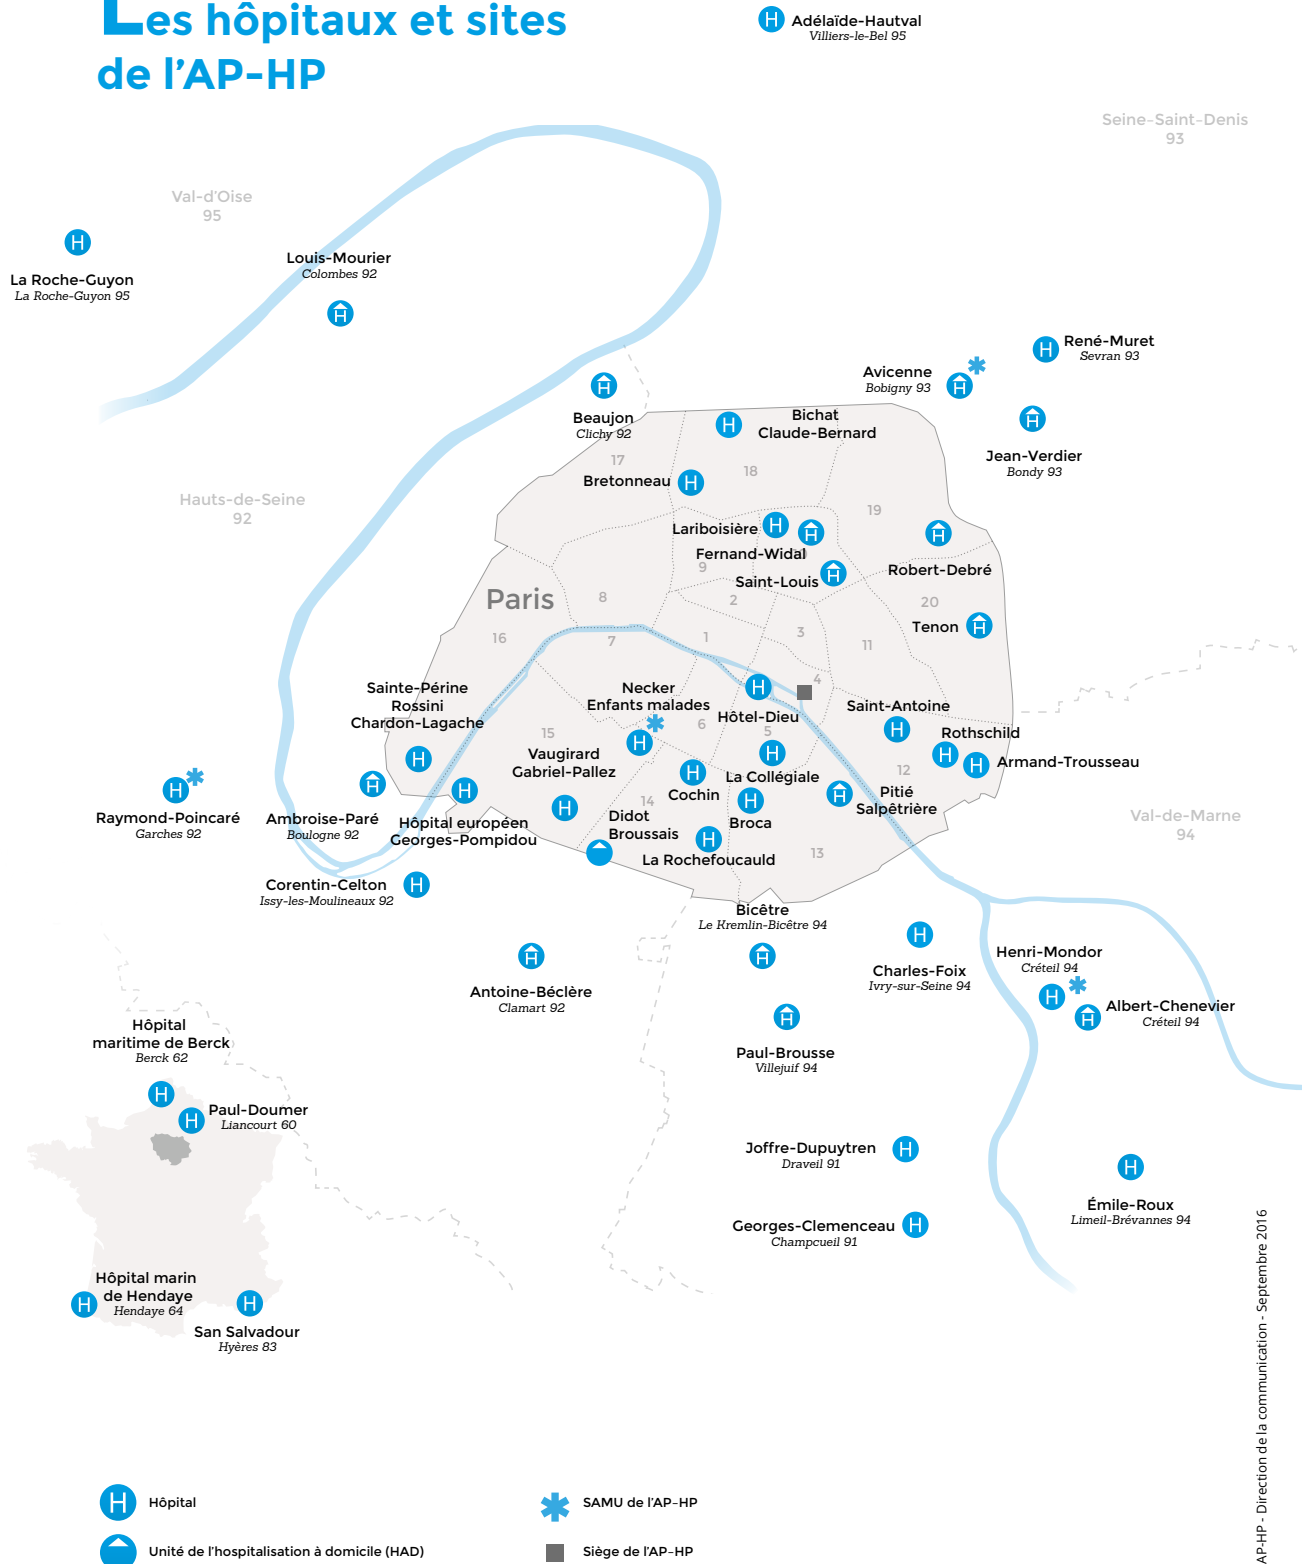 Les hôpitaux et sites
de l'AP-HP
Adélaïde-Hautval
Villiers-le-Bel 95
Seine-Saint-Denis
93
Val-d'Oise
95
La Roche-Guyon
La Roche-Guyon 95
Louis-Mourier
Colombes 92
René-Muret
Sevran 93
Avicenne
Bobigny 93
Jean-Verdier
Bondy 93
Beaujon
Clichy 92
Bichat
Claude-Bernard
17
18
Bretonneau
Hauts-de-Seine
92
19
Lariboisière
Fernand-Widal
9
Saint-Louis
Robert-Debré
Paris
8
2
20
Tenon
16
7
1
3
11
4
Sainte-Périne
Rossini
Chardon-Lagache
Necker
Enfants malades
Hôtel-Dieu
Saint-Antoine
6
5
15
Rothschild
Vaugirard
Gabriel-Pallez
La Collégiale
12
Armand-Trousseau
Cochin
14
Pitié
Salpêtrière
Raymond-Poincaré
Garches 92
Ambroise-Paré
Boulogne 92
Hôpital européen
Georges-Pompidou
Didot
Broussais
Broca
La Rochefoucauld
13
Val-de-Marne
94
Corentin-Celton
Issy-les-Moulineaux 92
Bicêtre
Le Kremlin-Bicêtre 94
Antoine-Béclère
Clamart 92
Charles-Foix
Ivry-sur-Seine 94
Henri-Mondor
Créteil 94
Albert-Chenevier
Créteil 94
Hôpital
maritime de Berck
Berck 62
Paul-Brousse
Villejuif 94
Paul-Doumer
Liancourt 60
Joffre-Dupuytren
Draveil 91
Émile-Roux
Limeil-Brévannes 94
Georges-Clemenceau
Champcueil 91
Hôpital marin
de Hendaye
Hendaye 64
San Salvadour
Hyères 83
H Hôpital
SAMU de l'AP-HP
Unité de l'hospitalisation à domicile (HAD)
Siège de l'AP-HP
AP-HP - Direction de la communication - Septembre 2016